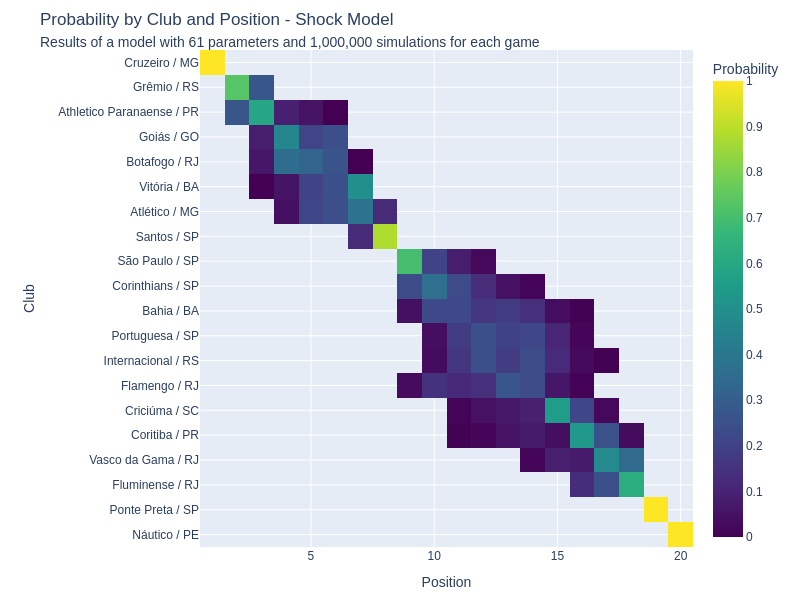 Probability by Club and Position - Shock Model
Results of a model with 61 parameters and 1,000,000 simulations for each game
Probability
Club
Cruzeiro / MG
Grêmio / RS
Athletico Paranaense / PR
Goiás / GO
Botafogo / RJ
Vitória / BA
Atlético / MG
Santos / SP
São Paulo / SP
Corinthians / SP
Bahia / BA
Portuguesa / SP
Internacional / RS
Flamengo / RJ
Criciúma / SC
Coritiba / PR
Vasco da Gama / RJ
Fluminense / RJ
Ponte Preta / SP
Náutico / PE
1
0.9
0.8
0.7
0.6
0.5
0.4
0.3
0.2
0.1
0
5 10 15 20
Position